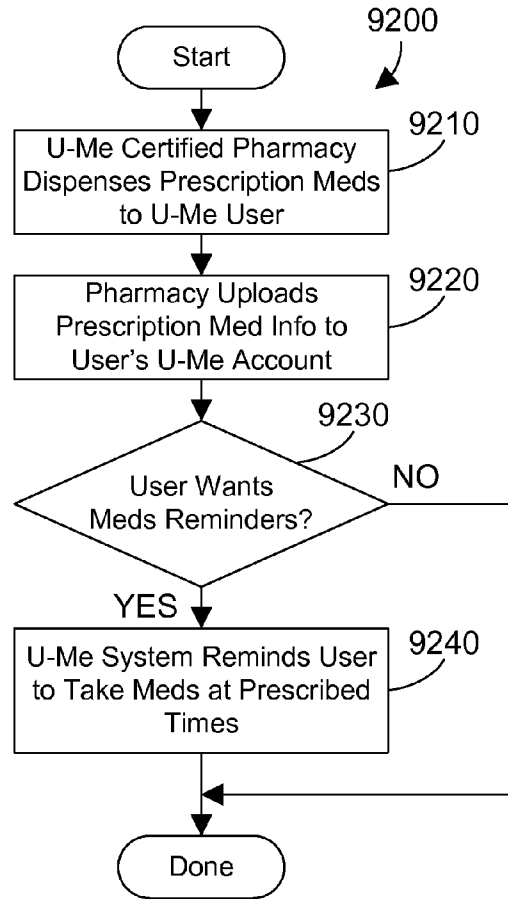 9200
Start
9210
U-Me Certified Pharmacy
Dispenses Prescription Meds
to U-Me User
9220
Pharmacy Uploads
Prescription Med Info to
User's U-Me Account
9230
User Wants
Meds Reminders?
NO
YES
9240
U-Me System Reminds User
to Take Meds at Prescribed
Times
Done